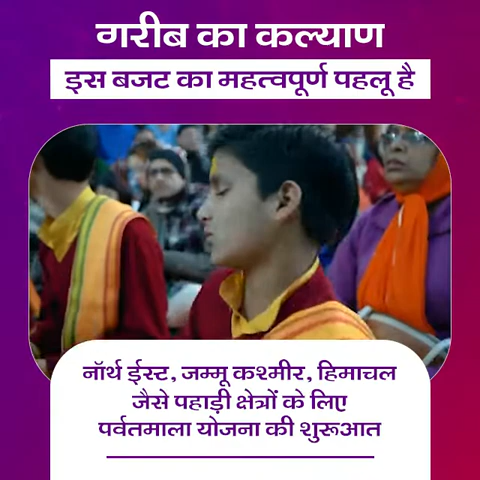 गरीब का कल्याण
इस बजट का महत्वपूर्ण पहलू है
नॉर्थ ईस्ट, जम्मू कश्मीर, हिमाचल
जैसे पहाड़ी क्षेत्रों के लिए
पर्वतमाला योजना की शुरूआत